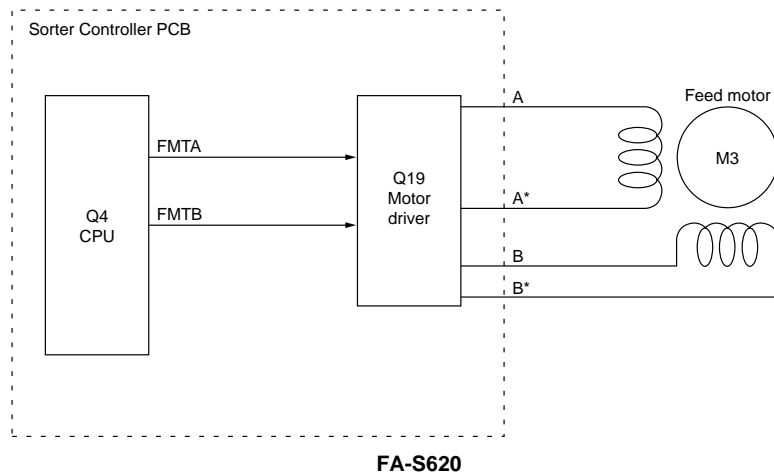 Sorter Controller PCB
A
Feed motor
FMTA
M3
Q19
Motor
driver
A*
FMTB
Q4
CPU
B
B*
FA-S620